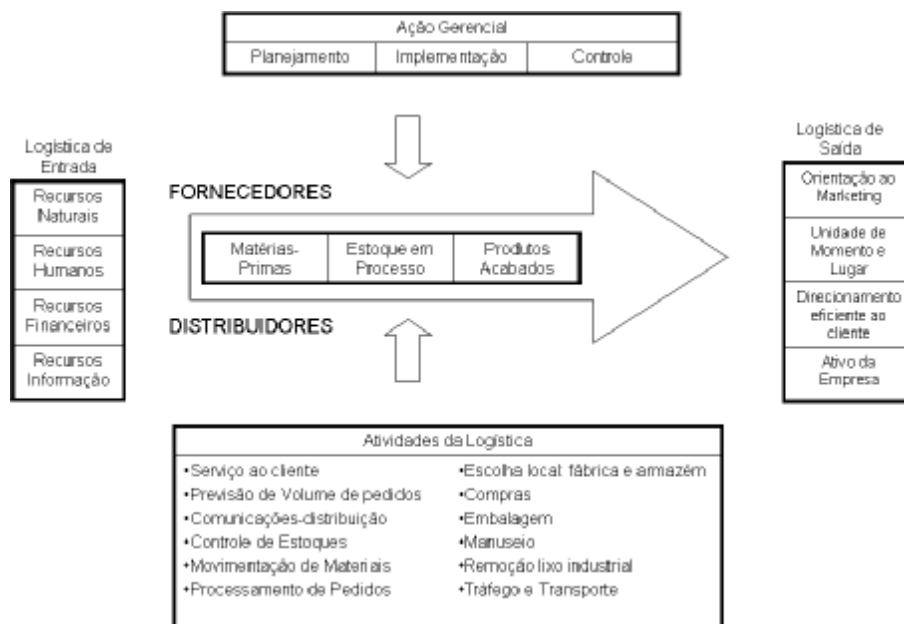 Ação Gerencial
Planejamento
Implementação
Controle
Logística de
Entrada
Recursos
Naturais
Recursos
Humanos
Recursos
Financeiros
Recursos
Informação
FORNECEDORES
Matérias-
Primas
Estoque em
Processo
Produtos
Acabados
DISTRIBUIDORES
Logística de
Saída
Orientação ao
Marketing
Unidade de
Momento e
Lugar
Direcionamento
eficiente ao
cliente
Ativo da
Empresa
Atividades da Logística
•Serviço ao cliente
•Previsão de Volume de pedidos
•Comunicações-distribuição
•Controle de Estoques
•Movimentação de Materiais
•Processamento de Pedidos
•Escolha local: fábrica e armazém
•Compras
•Embalagem
•Manuseio
•Remoção lixo industrial
•Tráfego e Transporte